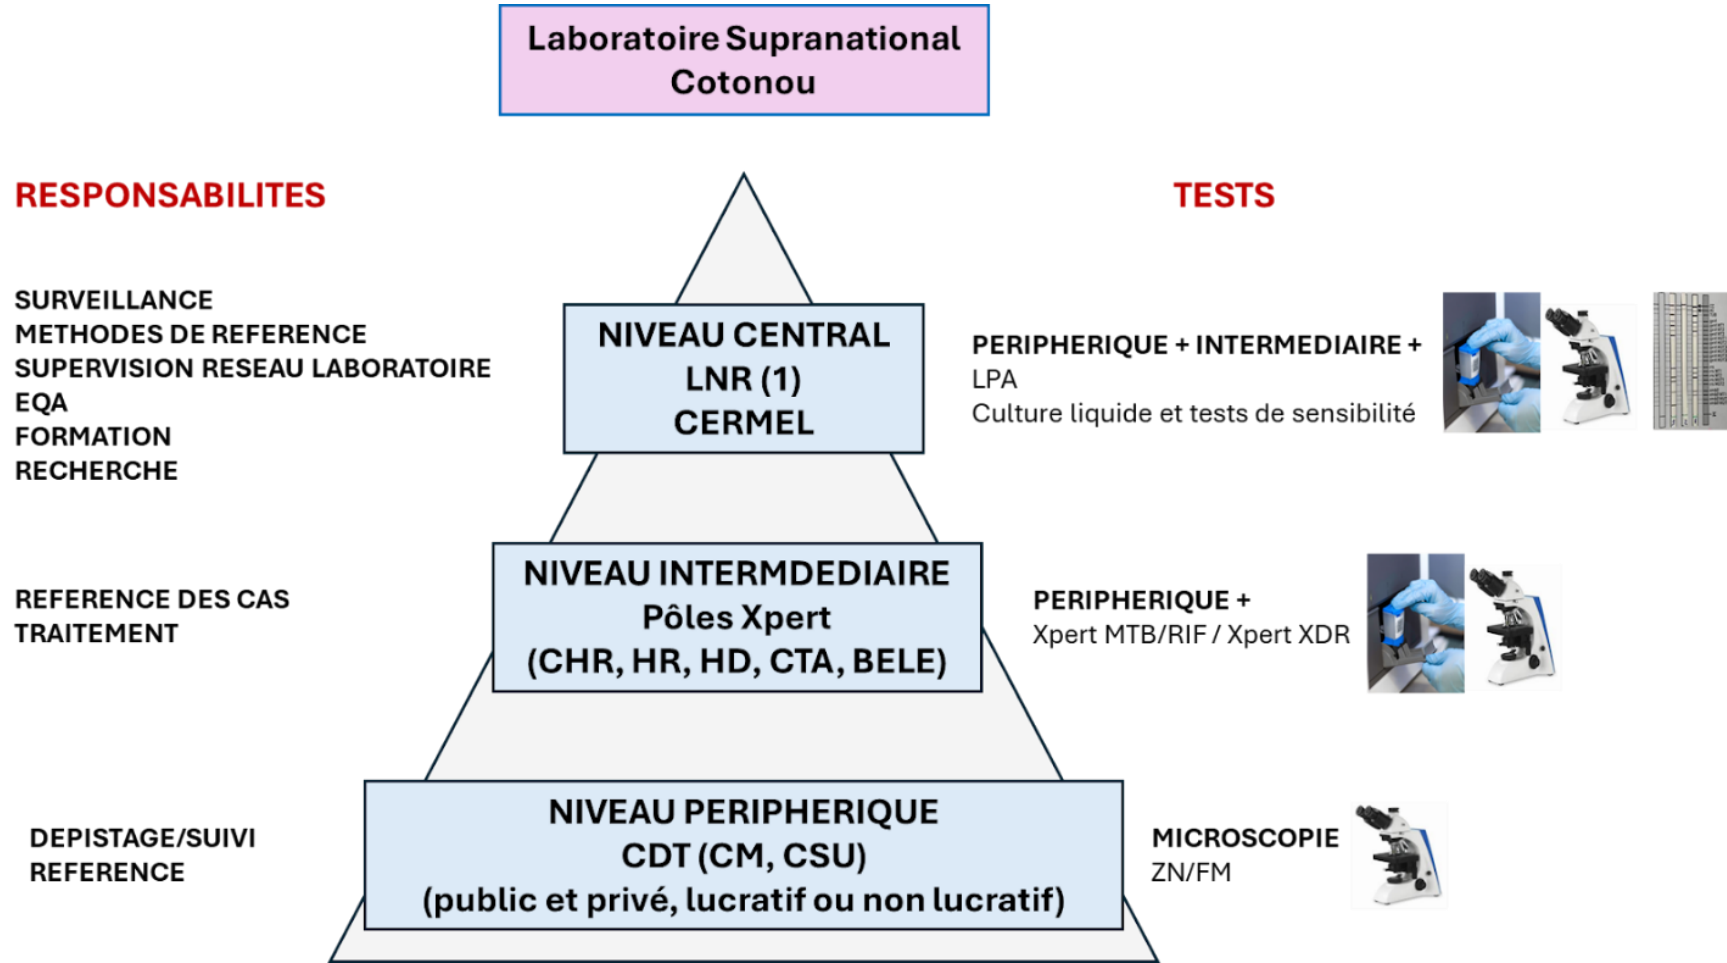 Laboratoire Supranational
Cotonou
RESPONSABILITES
TESTS
SURVEILLANCE
METHODES DE REFERENCE
SUPERVISION RESEAU LABORATOIRE
EQA
FORMATION
RECHERCHE
NIVEAU CENTRAL
LNR (1)
CERMEL
PERIPHERIQUE + INTERMEDIAIRE +
LPA
Culture liquide et tests de sensibilité
REFERENCE DES CAS
TRAITEMENT
NIVEAU INTERMDEDIAIRE
Pôles Xpert
(CHR, HR, HD, CTA, BELE)
PERIPHERIQUE +
Xpert MTB/RIF / Xpert XDR
DEPISTAGE/SUIVI
REFERENCE
NIVEAU PERIPHERIQUE
CDT (CM, CSU)
(public et privé, lucratif ou non lucratif)
MICROSCOPIE
ZN/FM